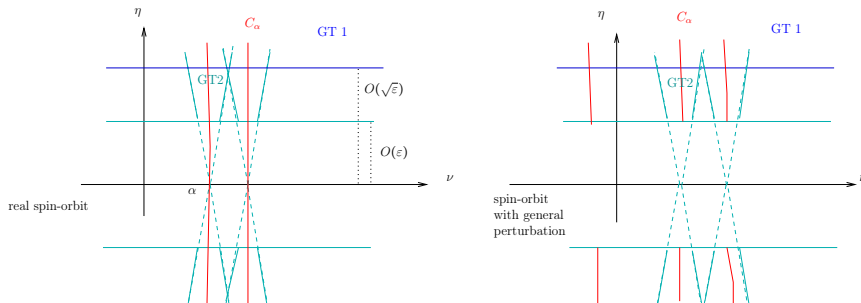 η
C_α
GT 1
GT2
O(√ε)
O(ε)
ν
α
real spin-orbit
η
C_α
GT 1
GT2
spin-orbit
with general
perturbation